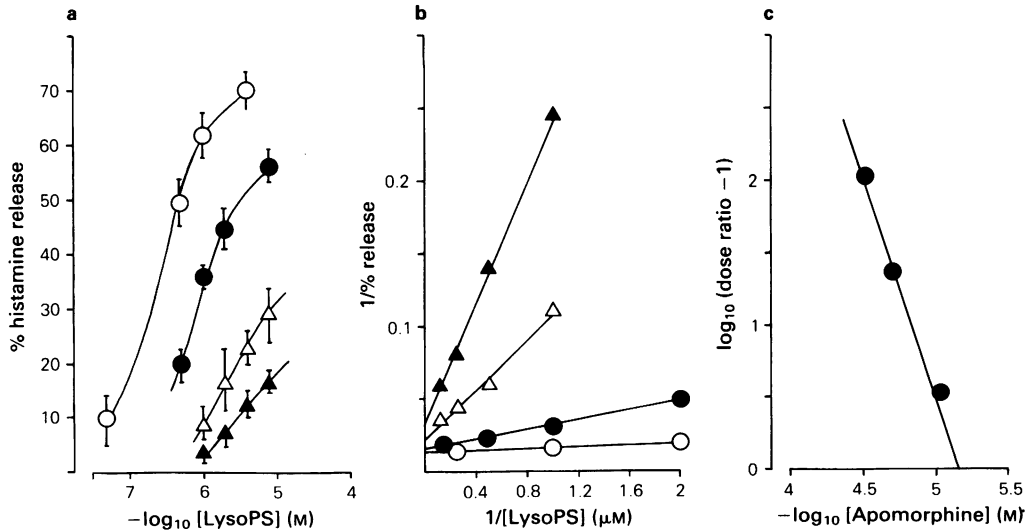 a
70
60
50
40
30
20
10
% histamine release
7 6 5 4
−log10 [LysoPS] (M)
b
0.2
0.1
1/% release
0.4 0.8 1.2 1.6 2
1/[LysoPS] (μM)
c
2
1
0
log10 (dose ratio −1)
4 4.5 5 5.5
−log10 [Apomorphine] (M)